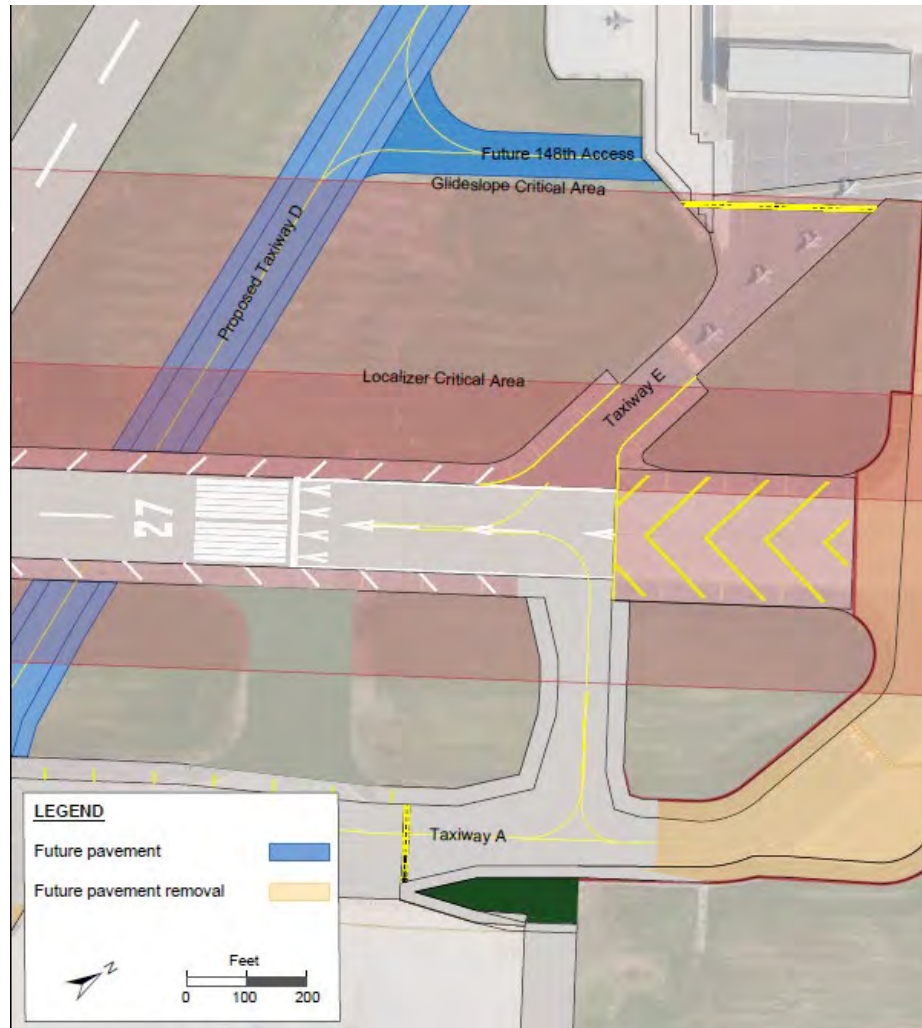 Future 148th Access
Glideslope Critical Area
Proposed Taxiway D
Localizer Critical Area
Taxiway E
27
Taxiway A
LEGEND
Future pavement
Future pavement removal
N
Feet
0 100 200